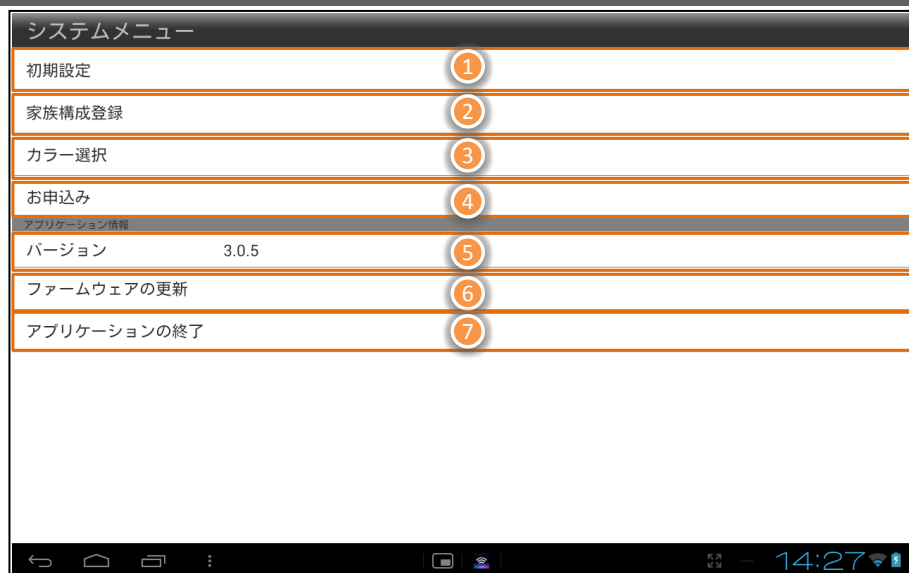 システムメニュー
初期設定 1
家族構成登録 2
カラー選択 3
お申込み 4
アプリケーション情報
バージョン 3.0.5 5
ファームウェアの更新 6
アプリケーションの終了 7
14:27